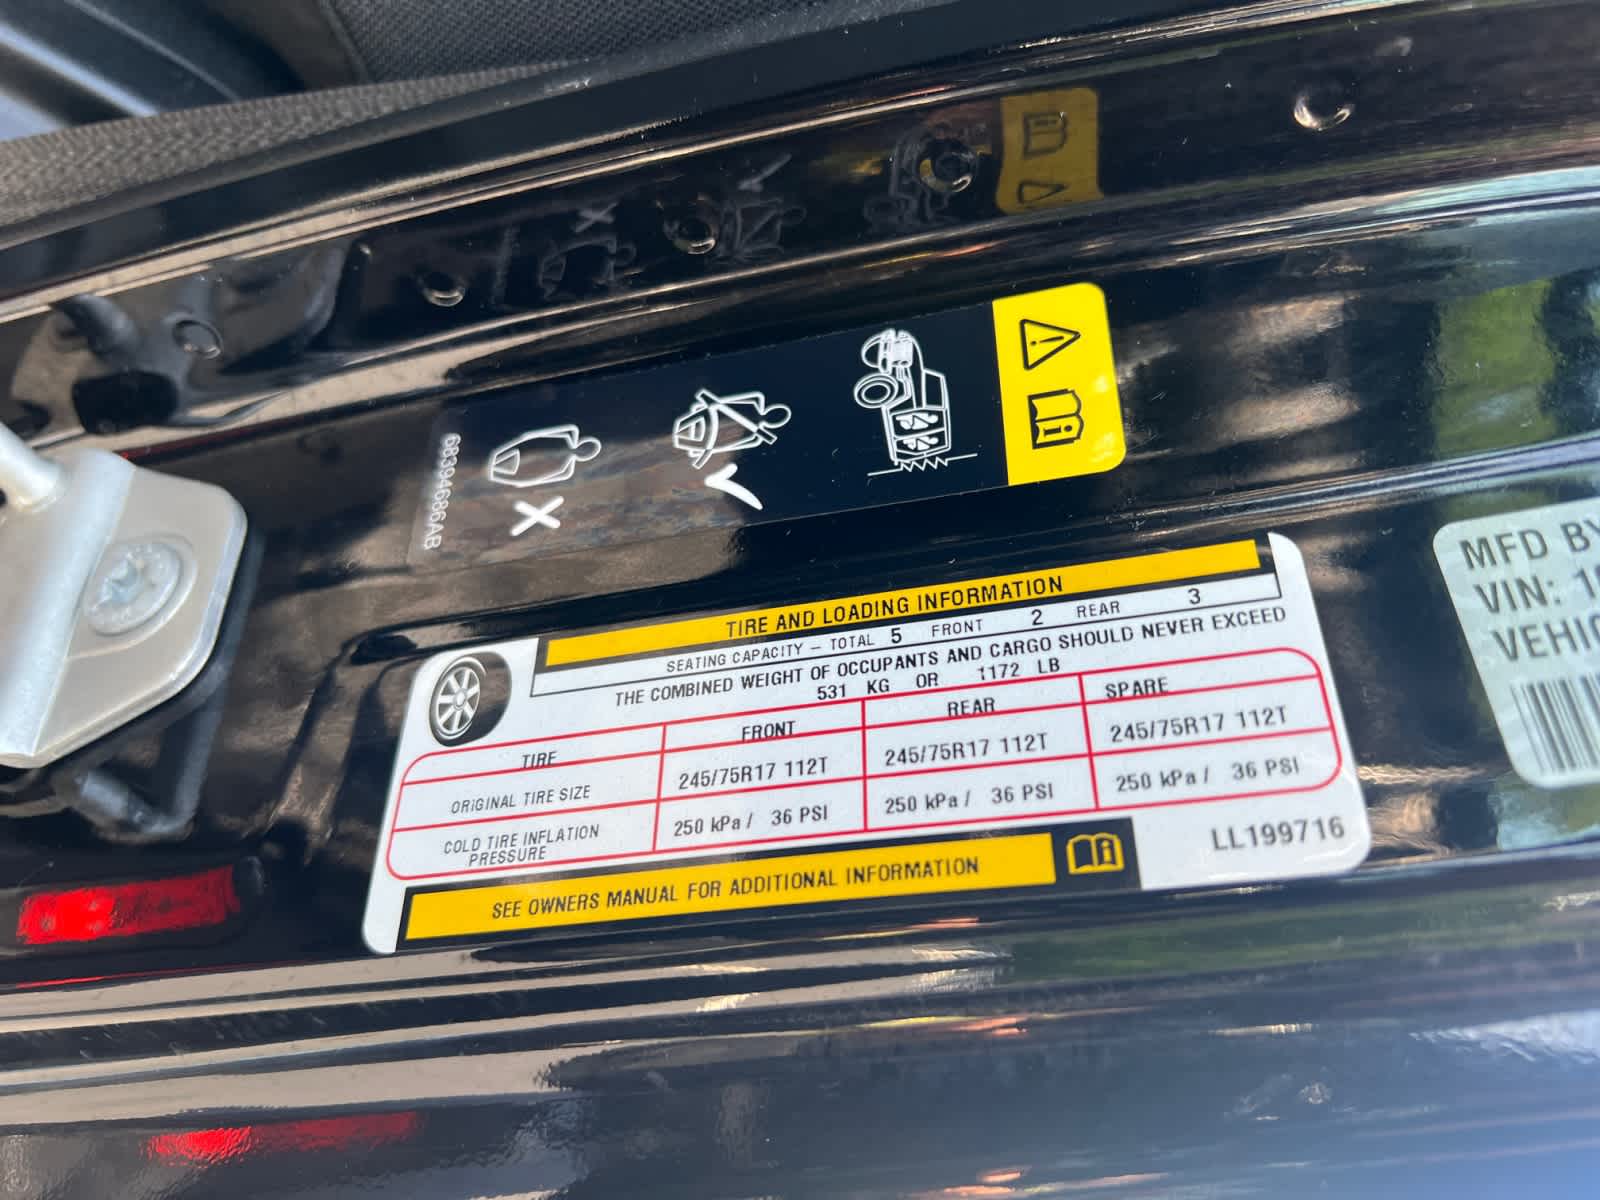 68394686AB
TIRE AND LOADING INFORMATION
SEATING CAPACITY – TOTAL 5 FRONT 2 REAR 3
THE COMBINED WEIGHT OF OCCUPANTS AND CARGO SHOULD NEVER EXCEED
531 KG OR 1172 LB
TIRE FRONT REAR SPARE
ORIGINAL TIRE SIZE 245/75R17 112T 245/75R17 112T 245/75R17 112T
COLD TIRE INFLATION PRESSURE 250 kPa / 36 PSI 250 kPa / 36 PSI 250 kPa / 36 PSI
SEE OWNERS MANUAL FOR ADDITIONAL INFORMATION
LL199716
MFD BY
VIN: 1
VEHIC